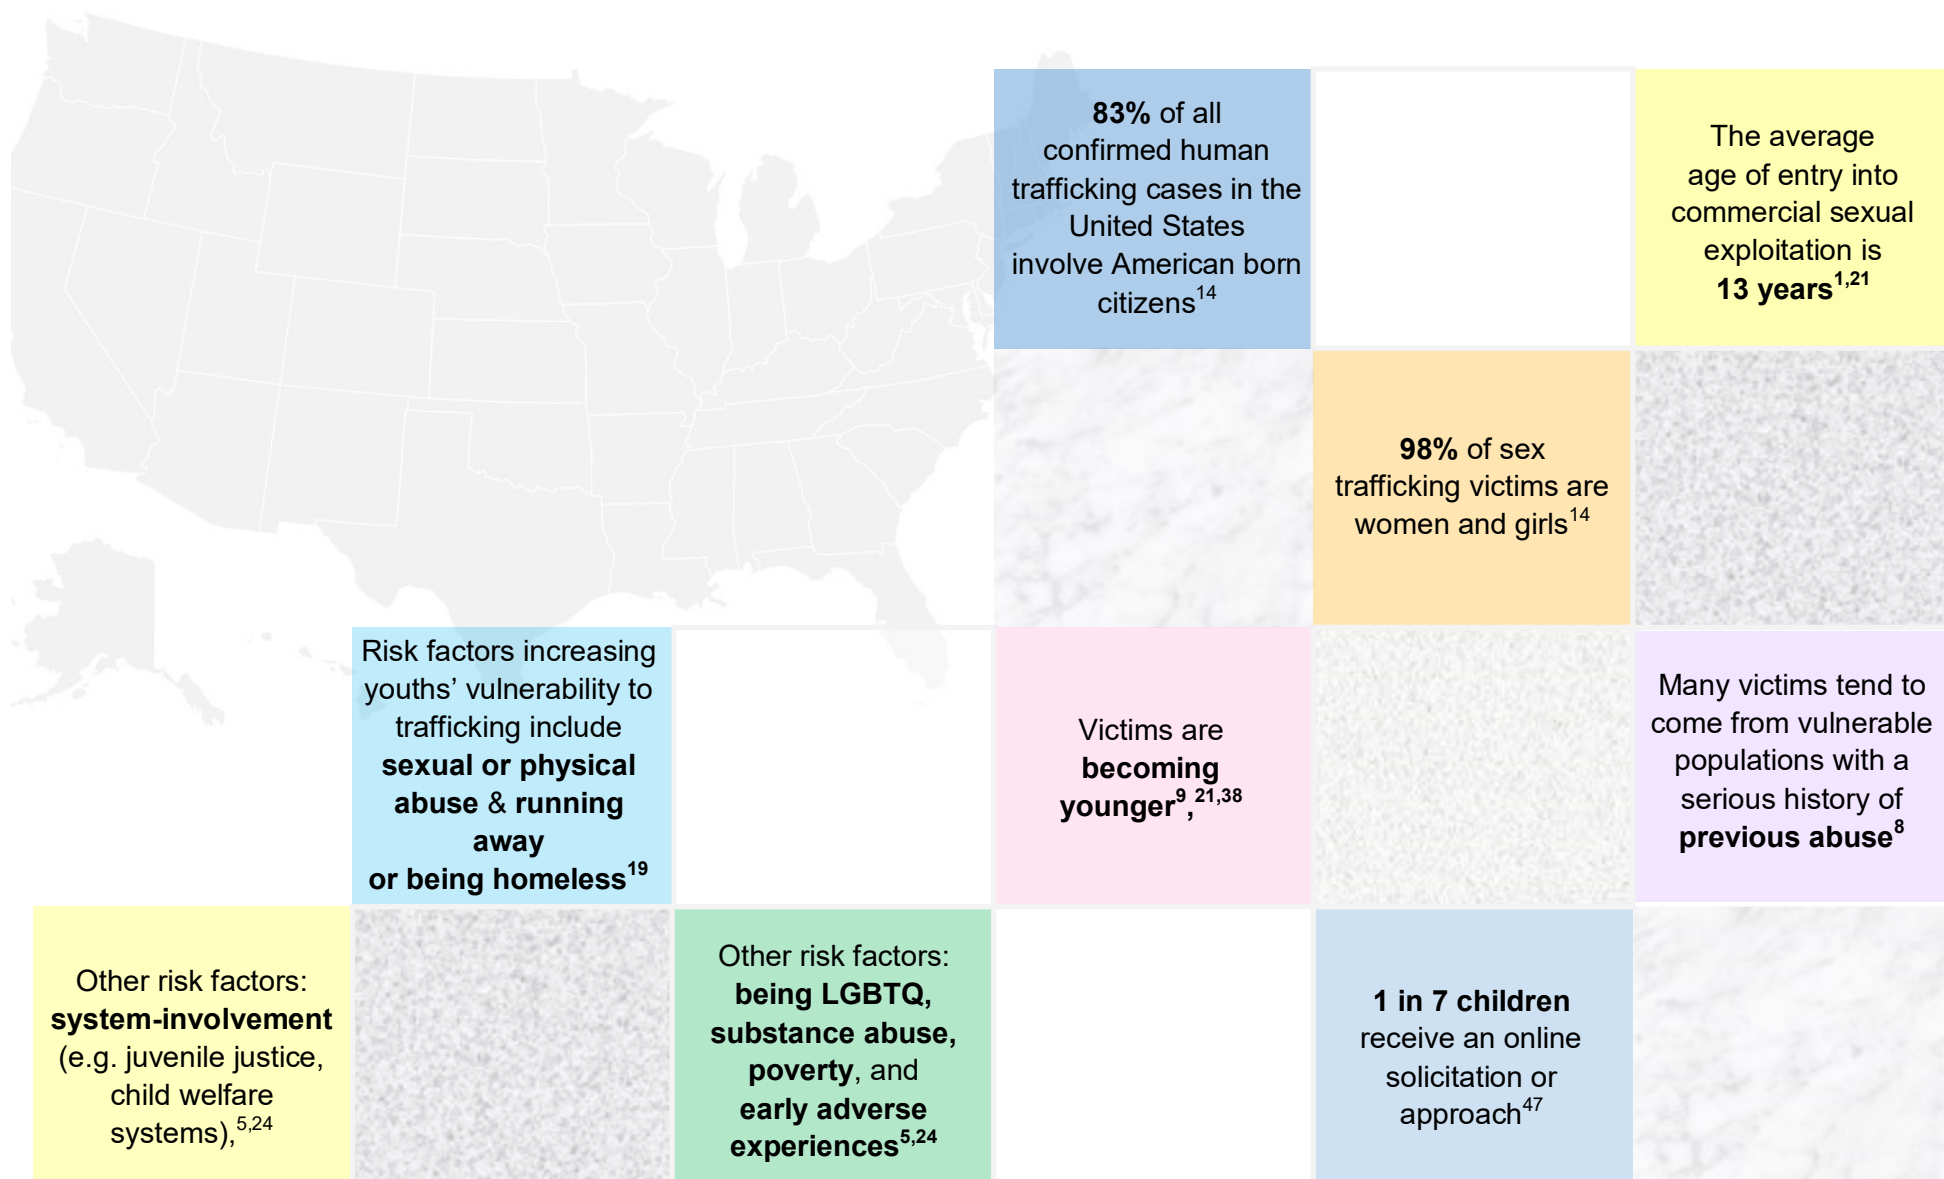 83% of all
confirmed human
trafficking cases in the
United States
involve American born
citizens14
The average
age of entry into
commercial sexual
exploitation is
13 years1,21
98% of sex
trafficking victims are
women and girls14
Risk factors increasing
youths’ vulnerability to
trafficking include
sexual or physical
abuse & running
away
or being homeless19
Victims are
becoming
younger9,21,38
Many victims tend to
come from vulnerable
populations with a
serious history of
previous abuse8
Other risk factors:
system-involvement
(e.g. juvenile justice,
child welfare
systems),5,24
Other risk factors:
being LGBTQ,
substance abuse,
poverty, and
early adverse
experiences5,24
1 in 7 children
receive an online
solicitation or
approach47